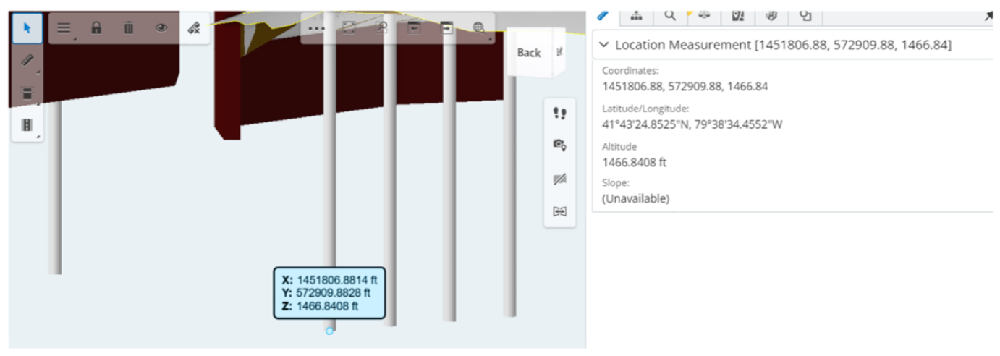 Back
X: 1451806.8814 ft
Y: 572909.8828 ft
Z: 1466.8408 ft
Location Measurement [1451806.88, 572909.88, 1466.84]
Coordinates:
1451806.88, 572909.88, 1466.84
Latitude/Longitude:
41°43'24.8525"N, 79°38'34.4552"W
Altitude
1466.8408 ft
Slope:
(Unavailable)